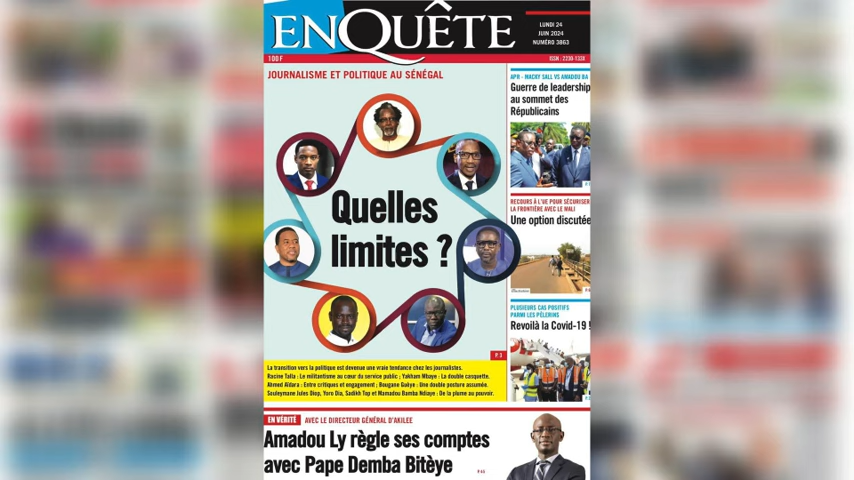 ENQUÊTE
LUNDI 24
JUIN 2024
NUMÉRO 3863
100 F
ISSN : 2230-133X
JOURNALISME ET POLITIQUE AU SÉNÉGAL
Quelles
limites ?
P. 3
La transition vers la politique est devenue une vraie tendance chez les journalistes.
Racine Talla : Le militantisme au cœur du service public ; Yakham Mbaye : La double casquette.
Ahmed Aïdara : Entre critiques et engagement ; Bougane Guèye : Une double posture assumée.
Souleymane Jules Diop, Yoro Dia, Sadikh Top et Mamadou Bamba Ndiaye : De la plume au pouvoir.
APR - MACKY SALL VS AMADOU BA
Guerre de leadership
au sommet des
Républicains
RECOURS À L'UE POUR SÉCURISER
LA FRONTIÈRE AVEC LE MALI
Une option discutée
PLUSIEURS CAS POSITIFS
PARMI LES PÈLERINS
Revoilà la Covid-19 !
EN VÉRITÉ AVEC LE DIRECTEUR GÉNÉRAL D'AKILEE
Amadou Ly règle ses comptes
avec Pape Demba Bitèye